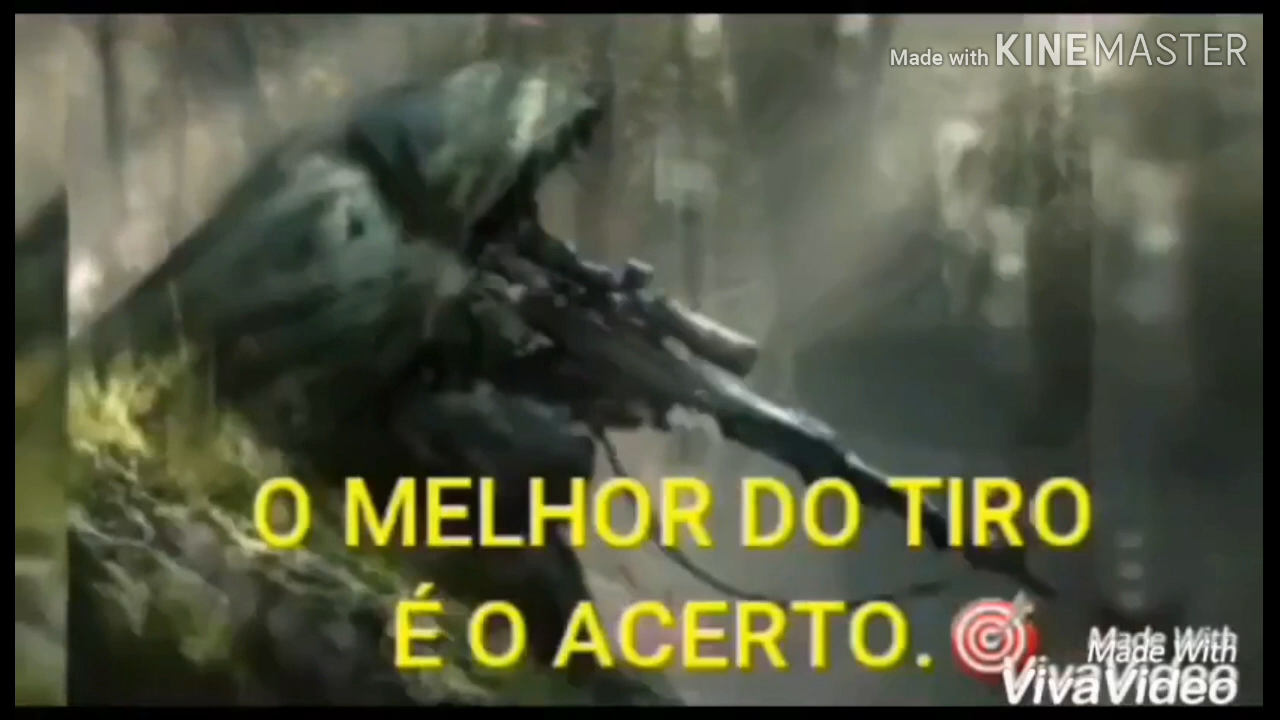 Made with KINEMASTER
O MELHOR DO TIRO
É O ACERTO.
Made With
VivaVideo